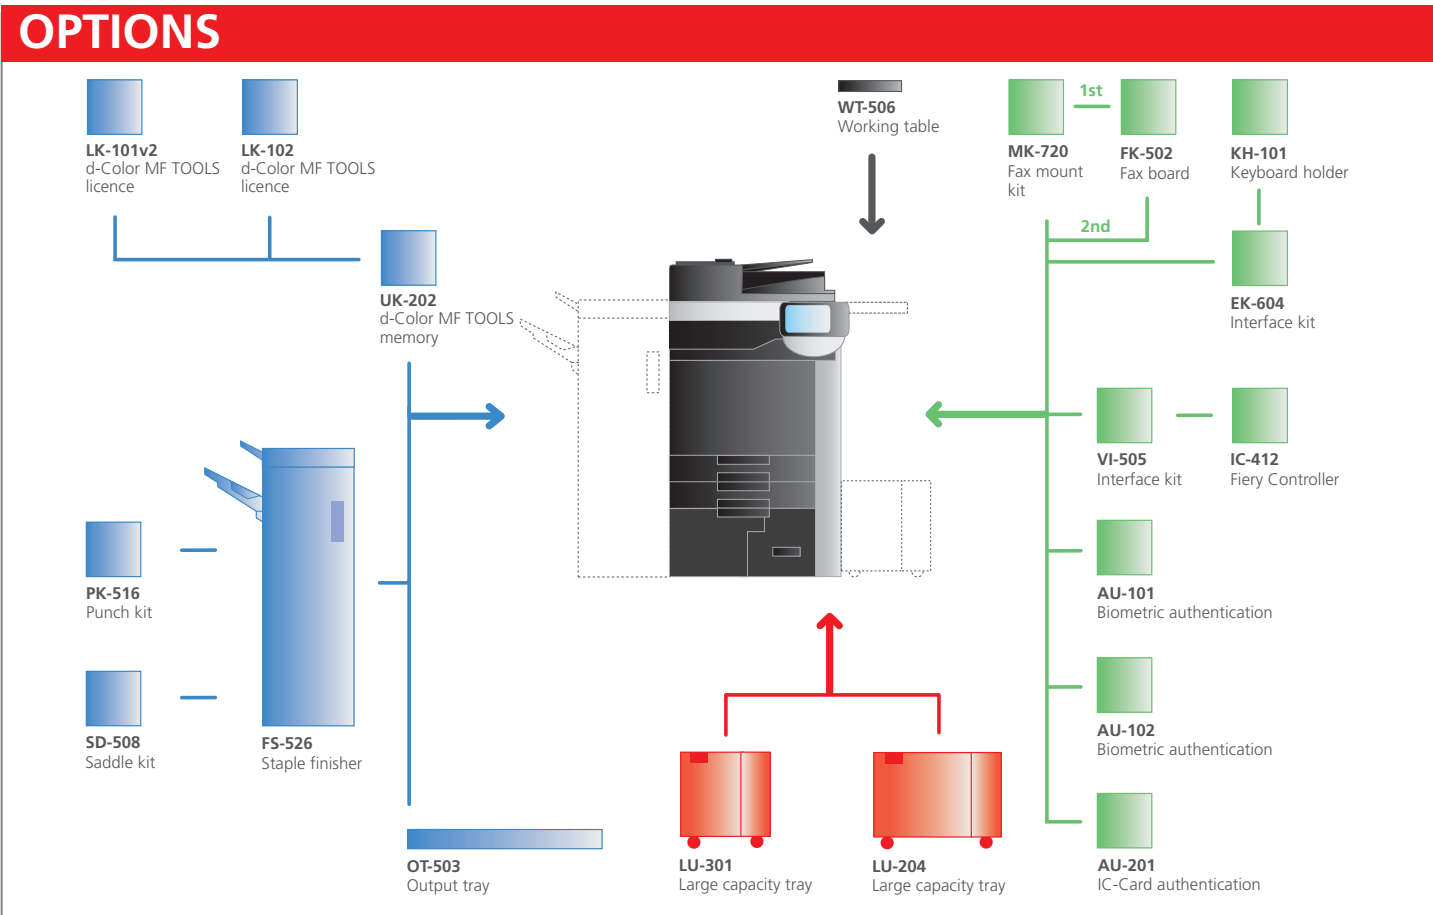 OPTIONS
LK-101v2
d-Color MF TOOLS
licence
LK-102
d-Color MF TOOLS
licence
UK-202
d-Color MF TOOLS
memory
PK-516
Punch kit
SD-508
Saddle kit
FS-526
Staple finisher
OT-503
Output tray
WT-506
Working table
LU-301
Large capacity tray
LU-204
Large capacity tray
MK-720
Fax mount
kit
1st
FK-502
Fax board
2nd
KH-101
Keyboard holder
EK-604
Interface kit
VI-505
Interface kit
IC-412
Fiery Controller
AU-101
Biometric authentication
AU-102
Biometric authentication
AU-201
IC-Card authentication